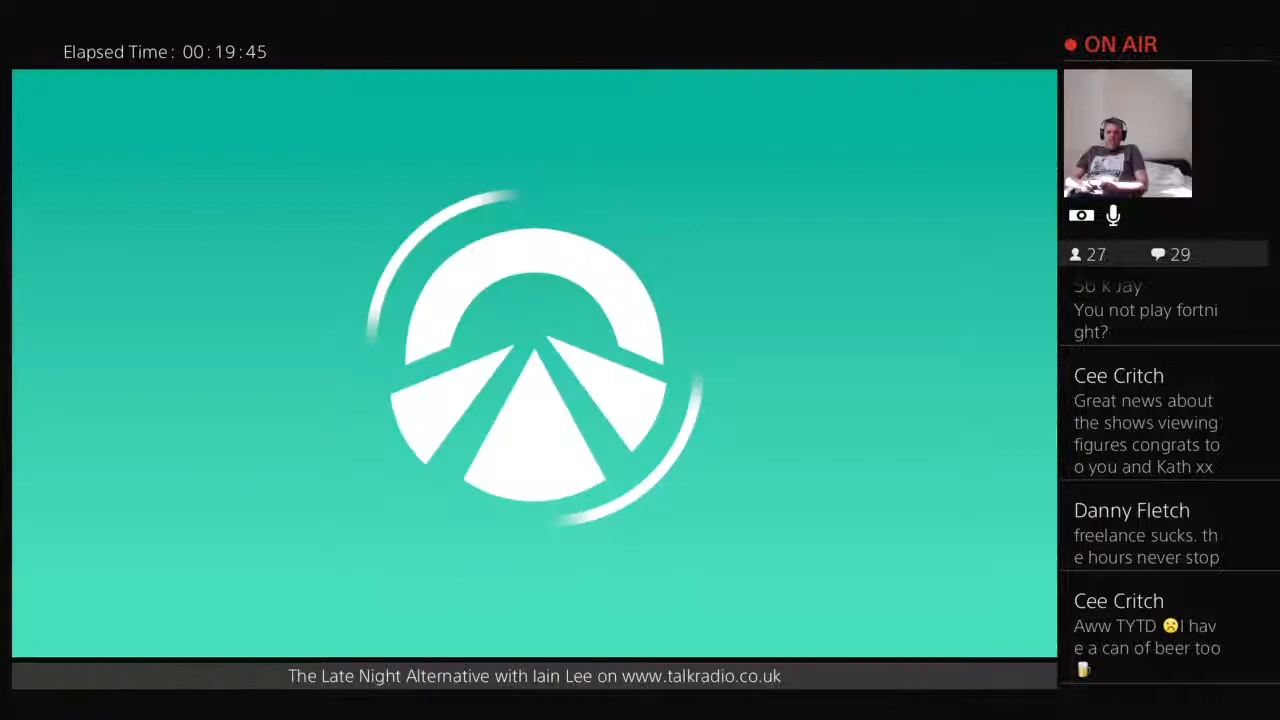 Elapsed Time: 00:19:45
ON AIR
27
29
56 k Jay
You not play fortni
ght?
Cee Critch
Great news about
the shows viewing
figures congrats to
o you and Kath xx
Danny Fletch
freelance sucks. th
e hours never stop
Cee Critch
Aww TYTD ☹️I hav
e a can of beer too
🍺
The Late Night Alternative with Iain Lee on www.talkradio.co.uk